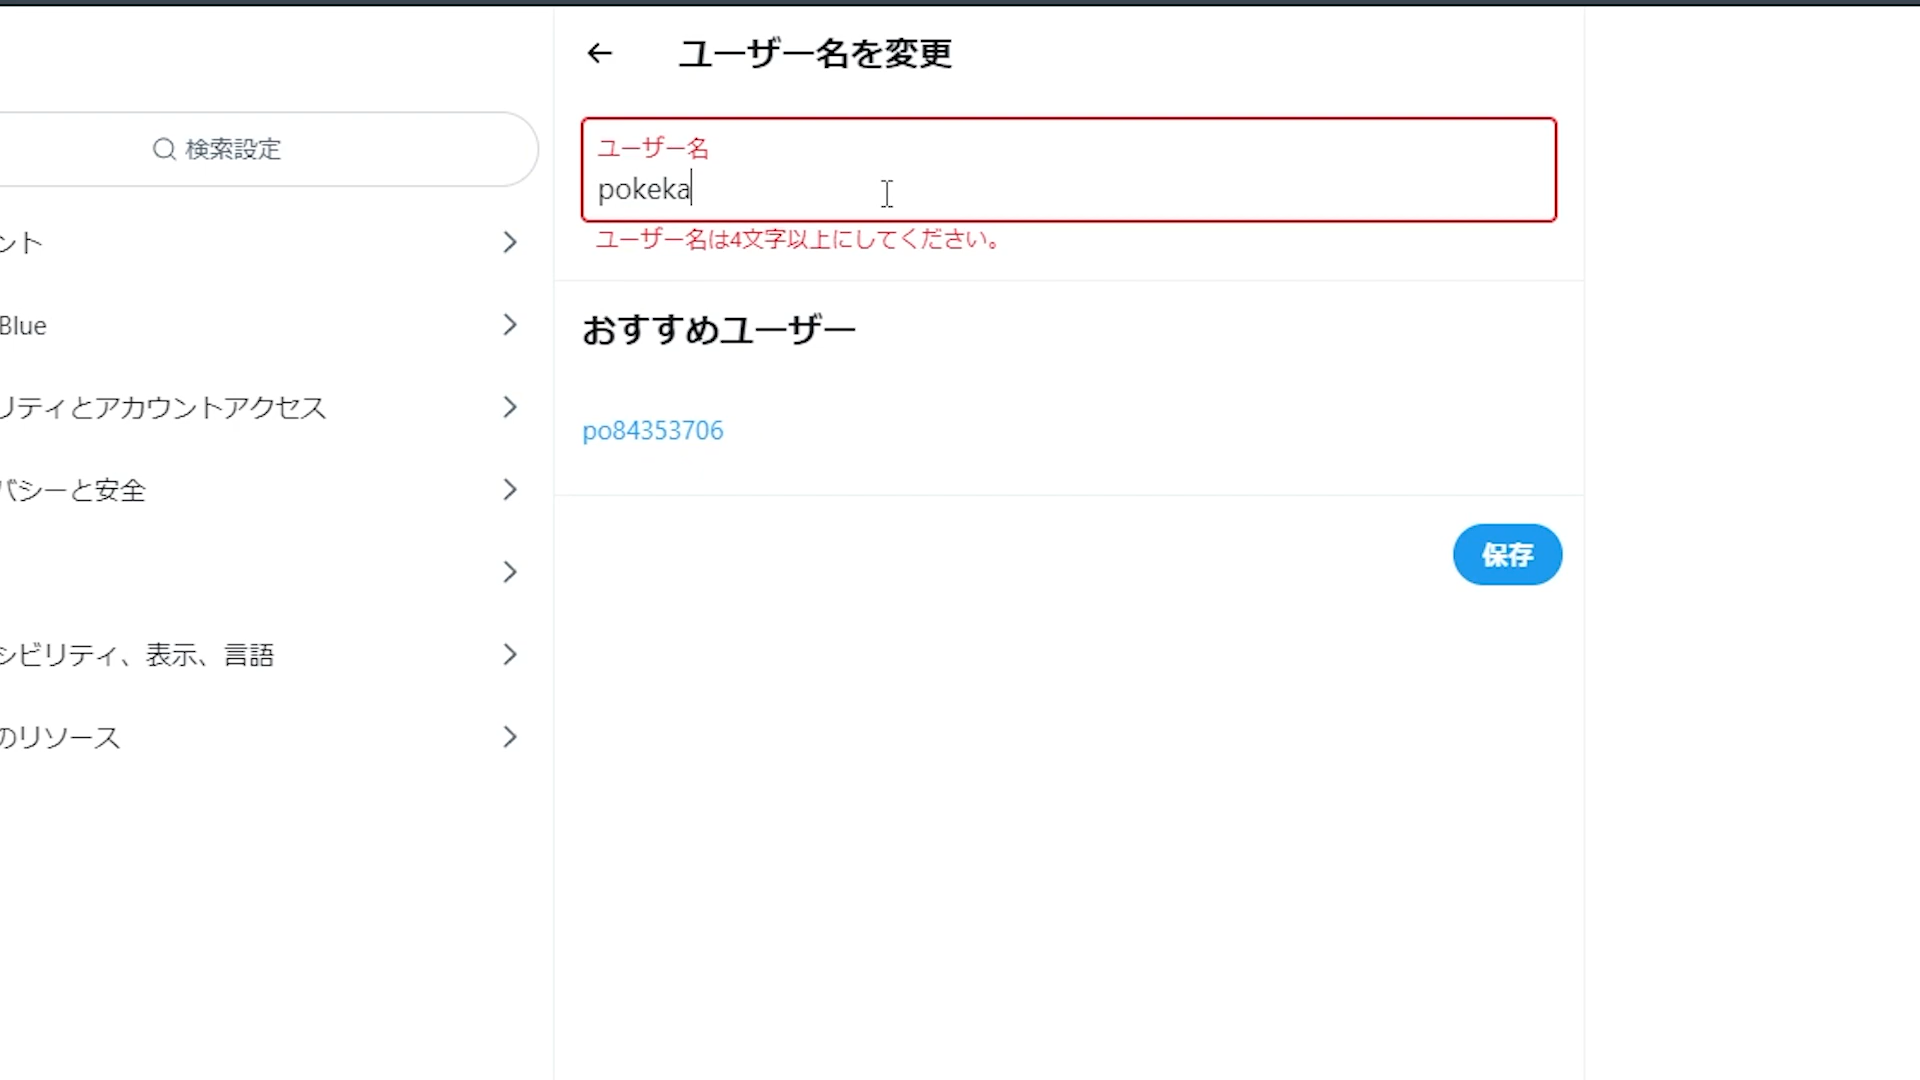 ユーザー名を変更
検索設定
ユーザー名
pokeka
ユーザー名は4文字以上にしてください。
ント
Blue
リティとアカウントアクセス
バシーと安全
シビリティ、表示、言語
のリソース
おすすめユーザー
po84353706
保存